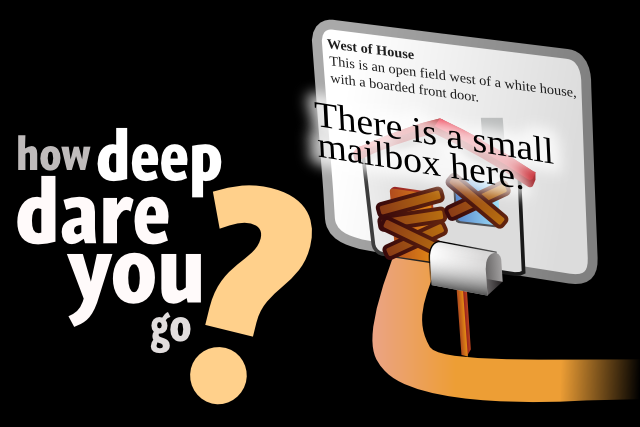 how deep
dare
you
go
?
West of House
This is an open field west of a white house,
with a boarded front door.
There is a small
mailbox here.